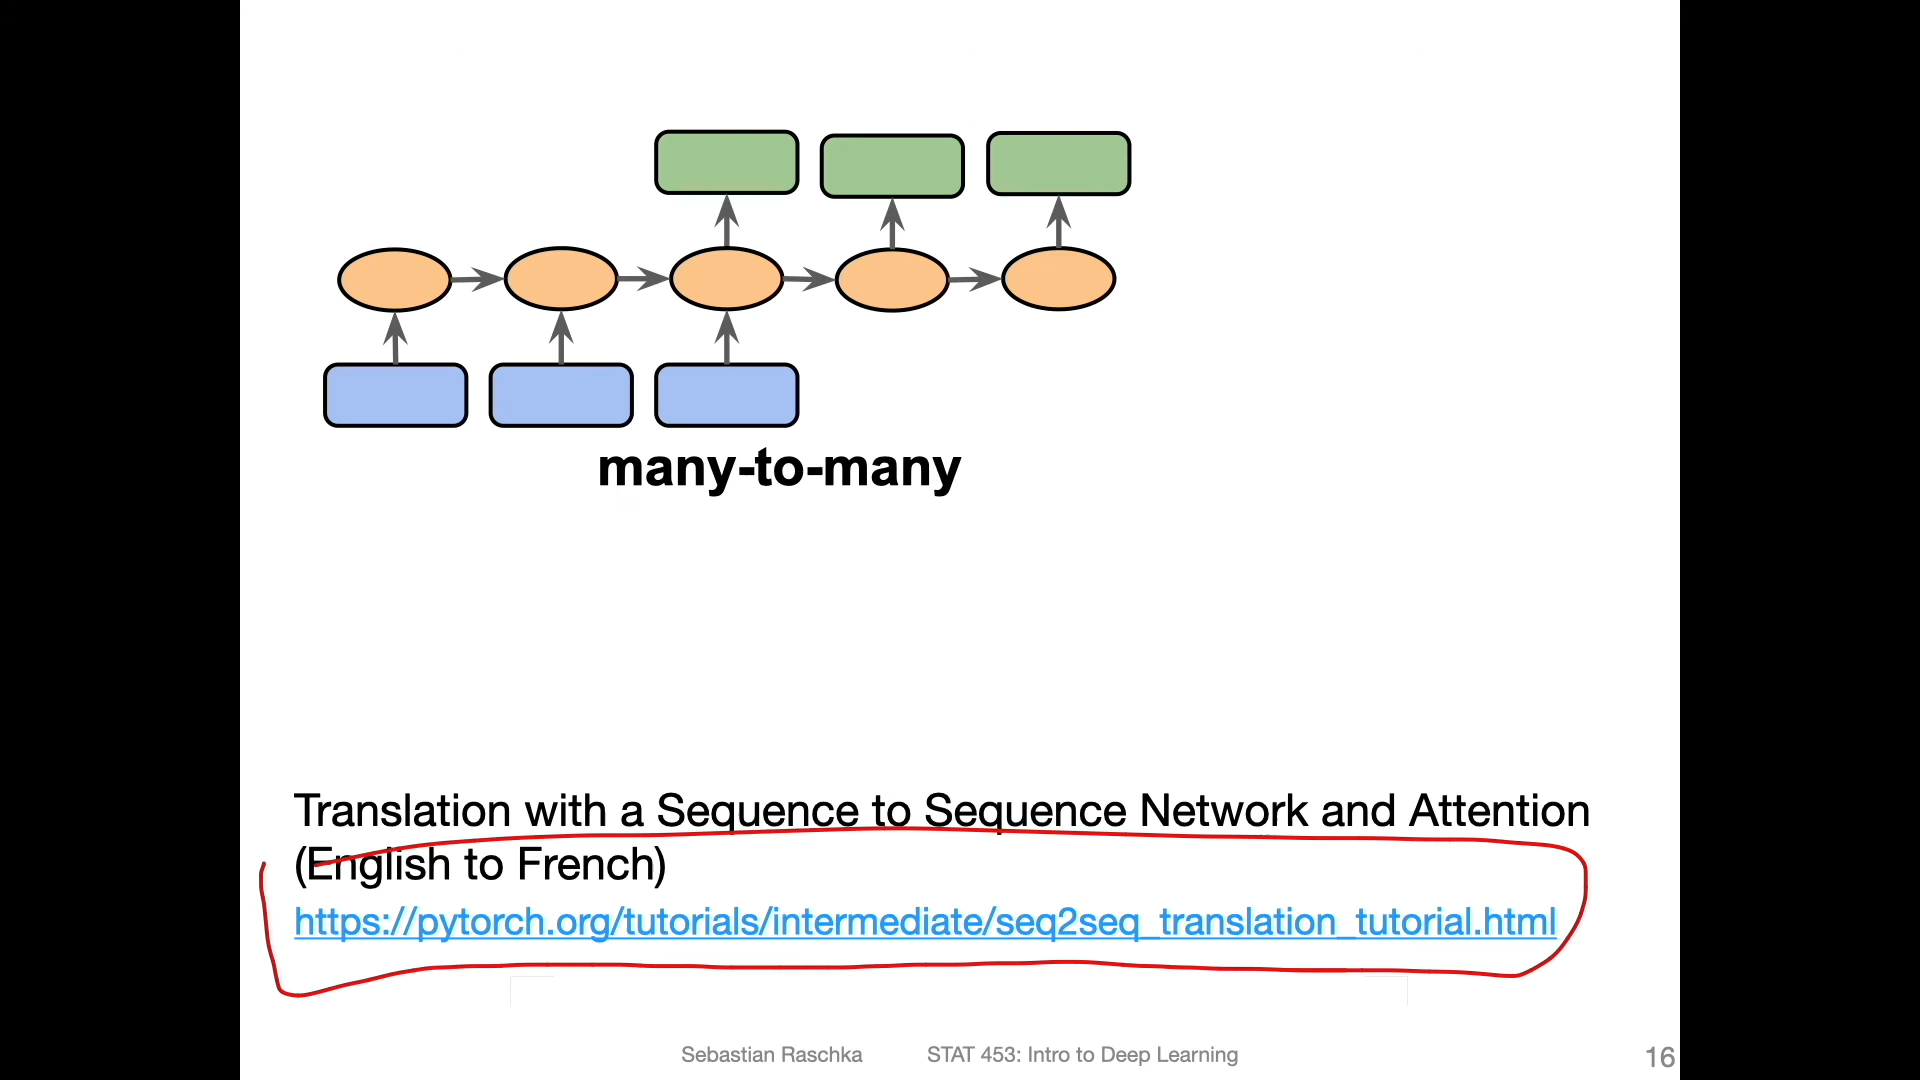 many-to-many
Translation with a Sequence to Sequence Network and Attention
(English to French)
https://pytorch.org/tutorials/intermediate/seq2seq_translation_tutorial.html
Sebastian Raschka STAT 453: Intro to Deep Learning 16